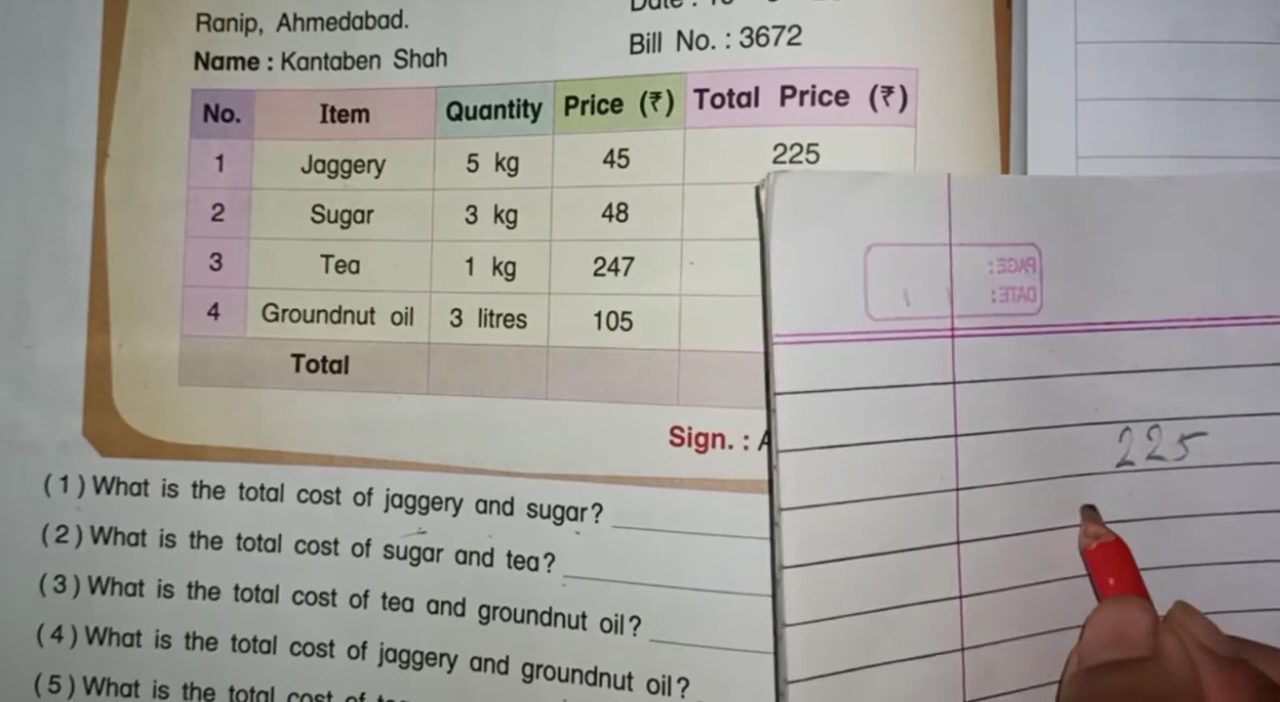 Ranip, Ahmedabad.
Bill No. : 3672
Name : Kantaben Shah
No. Item Quantity Price (₹) Total Price (₹)
1 Jaggery 5 kg 45 225
2 Sugar 3 kg 48
3 Tea 1 kg 247
4 Groundnut oil 3 litres 105
Total
Sign. :
PAGE:
DATE:
225
(1) What is the total cost of jaggery and sugar?
(2) What is the total cost of sugar and tea?
(3) What is the total cost of tea and groundnut oil?
(4) What is the total cost of jaggery and groundnut oil?
(5) What is the total cost of